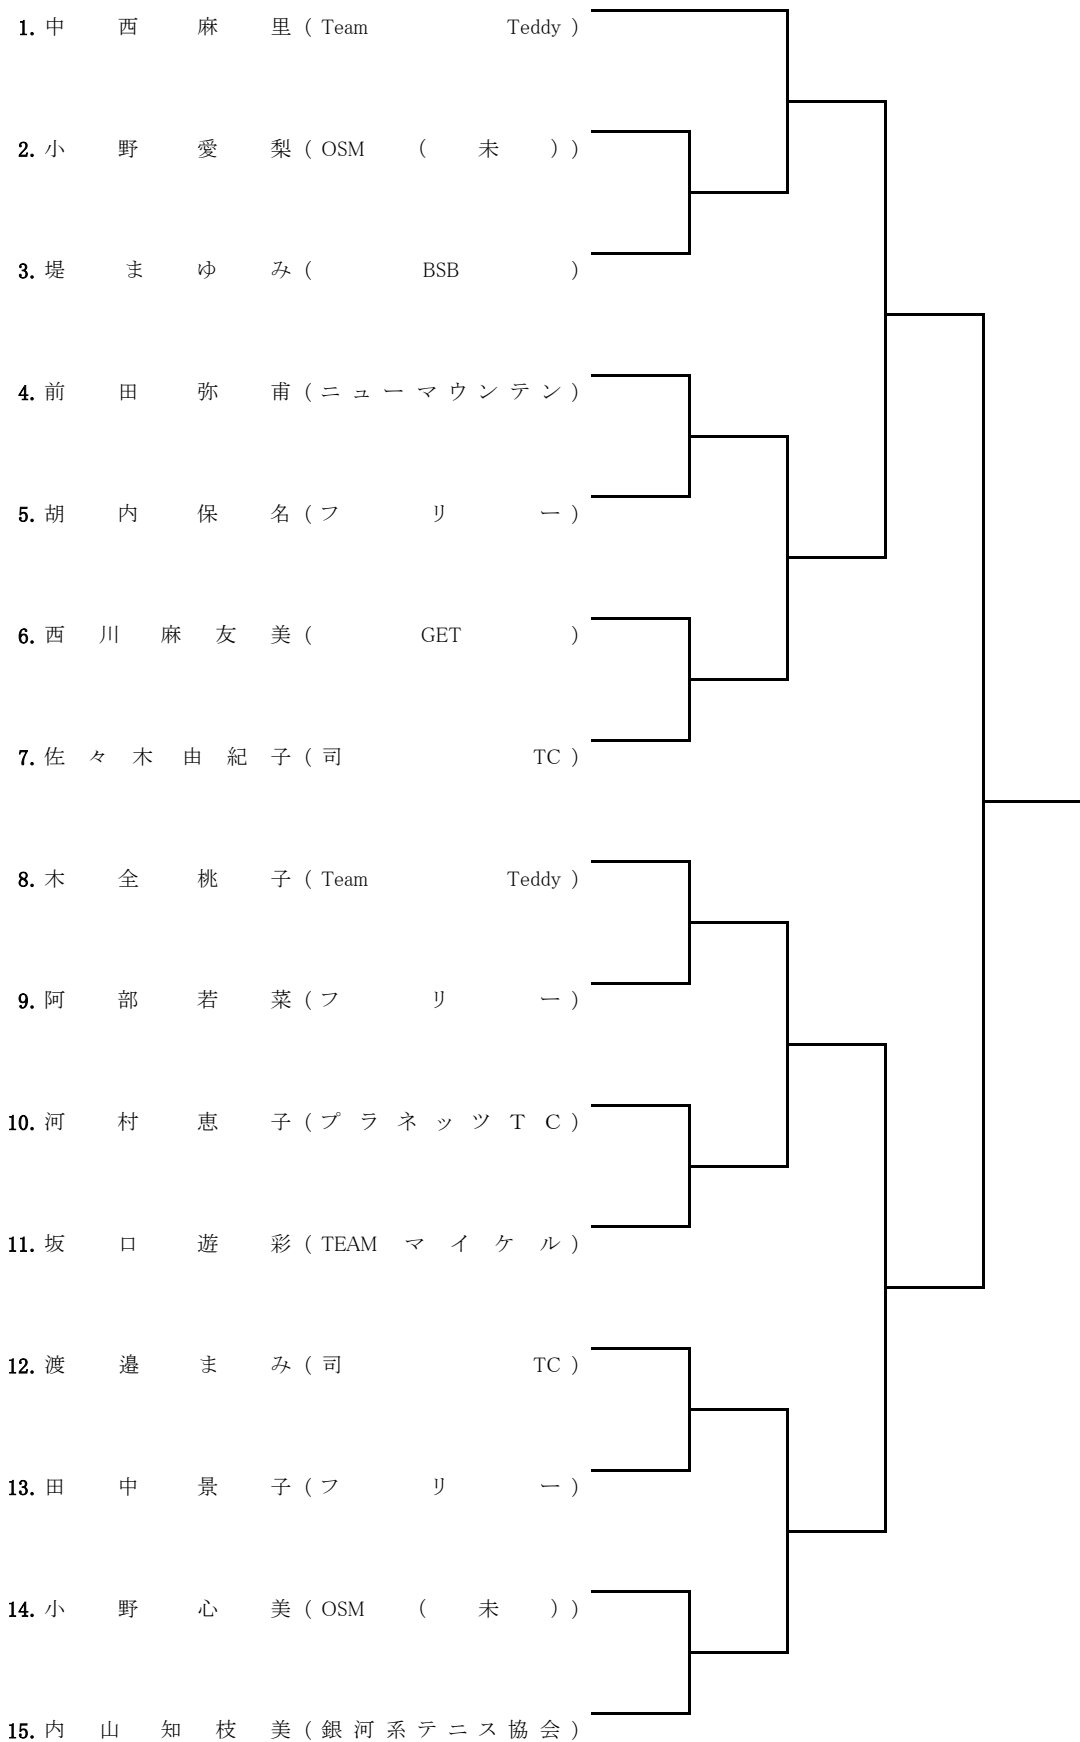 1. 中西麻里 ( Team Teddy )
2. 小野愛梨 ( OSM (未) )
3. 堤まゆみ ( BSB )
4. 前田弥甫 ( ニューマウンテン )
5. 胡内保名 ( フリー )
6. 西川麻友美 ( GET )
7. 佐々木由紀子 ( 司 TC )
8. 木全桃子 ( Team Teddy )
9. 阿部若菜 ( フリー )
10. 河村恵子 ( プラネッツTC )
11. 坂口遊彩 ( TEAM マイケル )
12. 渡邉まみ ( 司 TC )
13. 田中景子 ( フリー )
14. 小野心美 ( OSM (未) )
15. 内山知枝美 ( 銀河系テニス協会 )